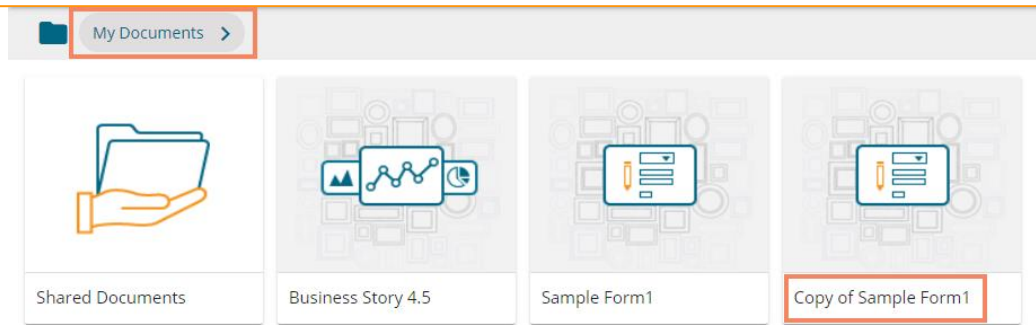 My Documents
Shared Documents
Business Story 4.5
Sample Form1
Copy of Sample Form1